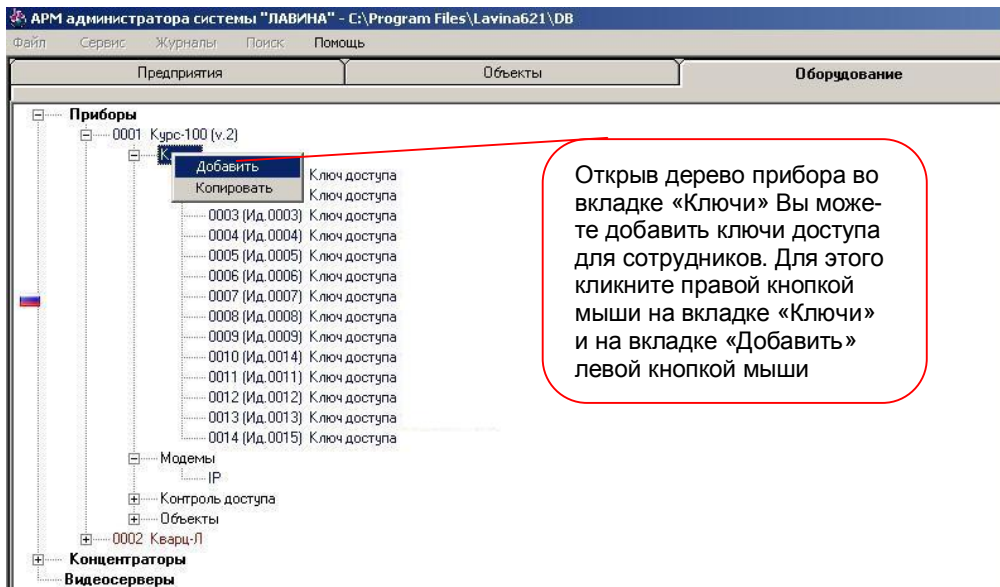 АРМ администратора системы "ЛАВИНА" - C:\Program Files\Lavina621\DB
Файл Сервис Журналы Поиск Помощь
Предприятия Объекты Оборудование
Приборы
0001 Курс-100 (v.2)
Добавить
Копировать
Ключ доступа
Ключ доступа
0003 (Ид.0003) Ключ доступа
0004 (Ид.0004) Ключ доступа
0005 (Ид.0005) Ключ доступа
0006 (Ид.0006) Ключ доступа
0007 (Ид.0007) Ключ доступа
0008 (Ид.0008) Ключ доступа
0009 (Ид.0009) Ключ доступа
0010 (Ид.0014) Ключ доступа
0011 (Ид.0011) Ключ доступа
0012 (Ид.0012) Ключ доступа
0013 (Ид.0013) Ключ доступа
0014 (Ид.0015) Ключ доступа
Модемы
IP
Контроль доступа
Объекты
0002 Кварц-Л
Концентраторы
Видеосерверы
Открыв дерево прибора во
вкладке «Ключи» Вы може-
те добавить ключи доступа
для сотрудников. Для этого
кликните правой кнопкой
мыши на вкладке «Ключи»
и на вкладке «Добавить»
левой кнопкой мыши